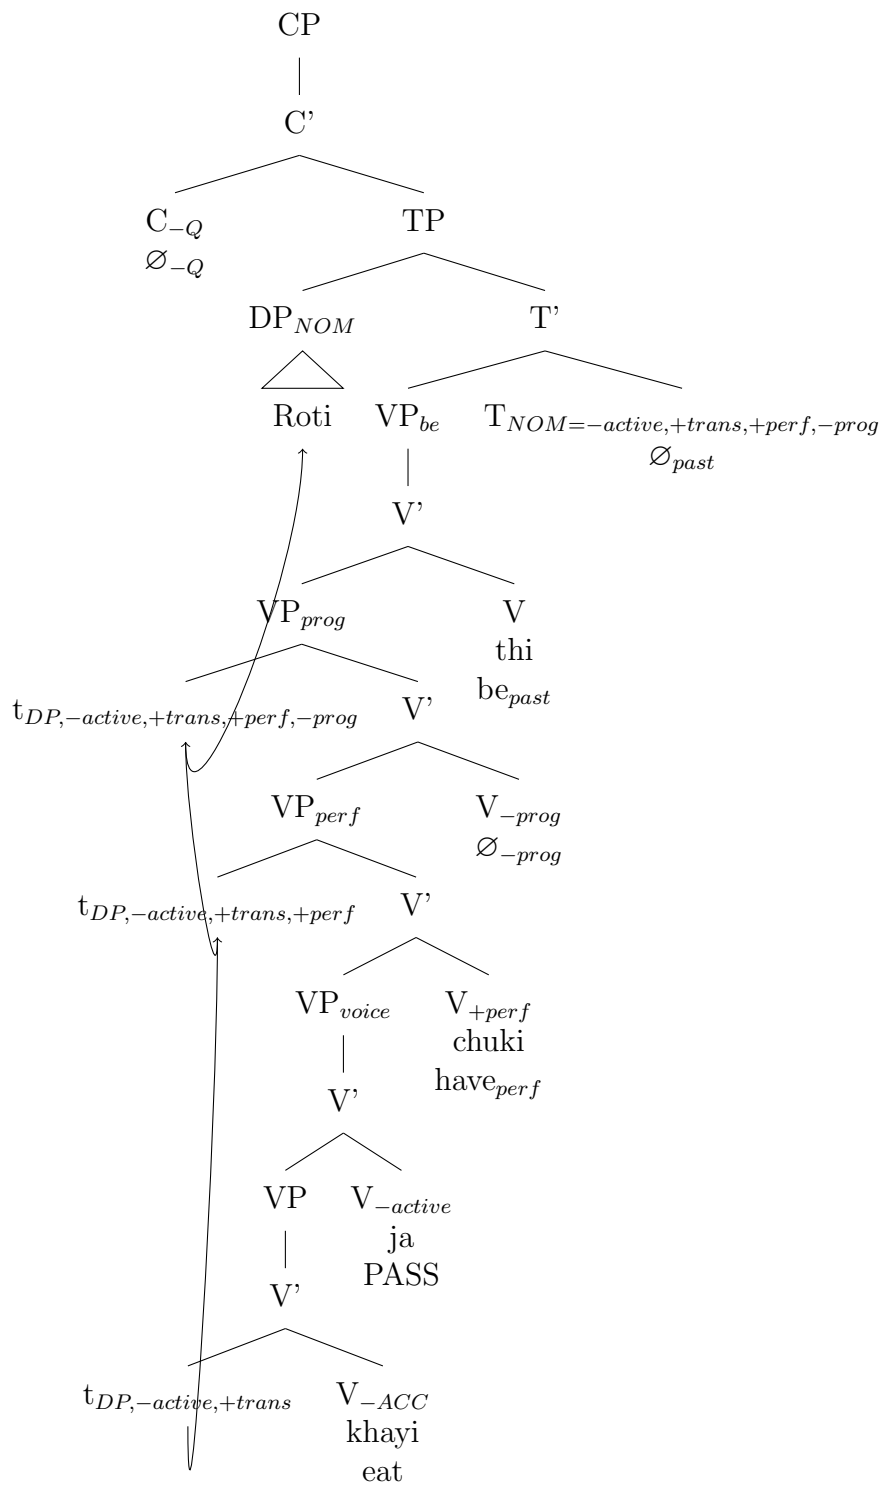 CP
C'
C−Q TP
∅−Q
DPNOM T'
Roti VPbe TNOM=−active,+trans,+perf,−prog
∅past
V'
VPprog V
thi
bepast
tDP,−active,+trans,+perf,−prog V'
VPperf V−prog
∅−prog
tDP,−active,+trans,+perf V'
VPvoice V+perf
chuki
haveperf
V'
VP V−active
ja
PASS
V'
tDP,−active,+trans V−ACC
khayi
eat